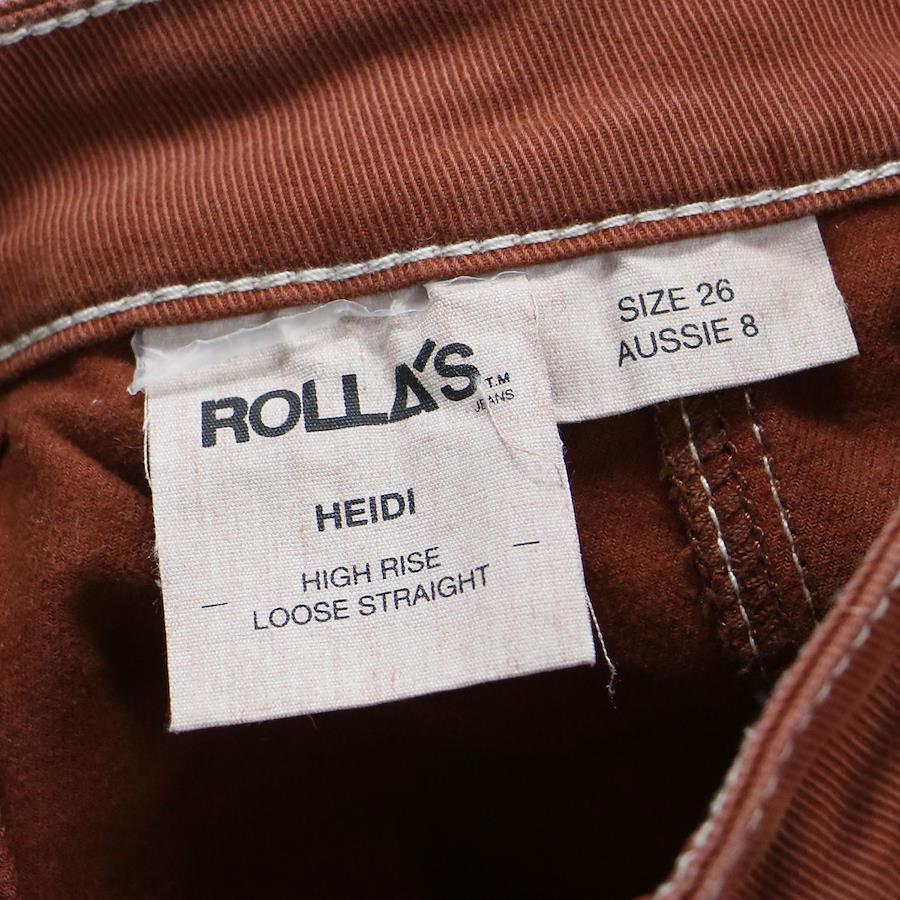 ROLLA'S T.M
JEANS
HEIDI
HIGH RISE
LOOSE STRAIGHT
SIZE 26
AUSSIE 8